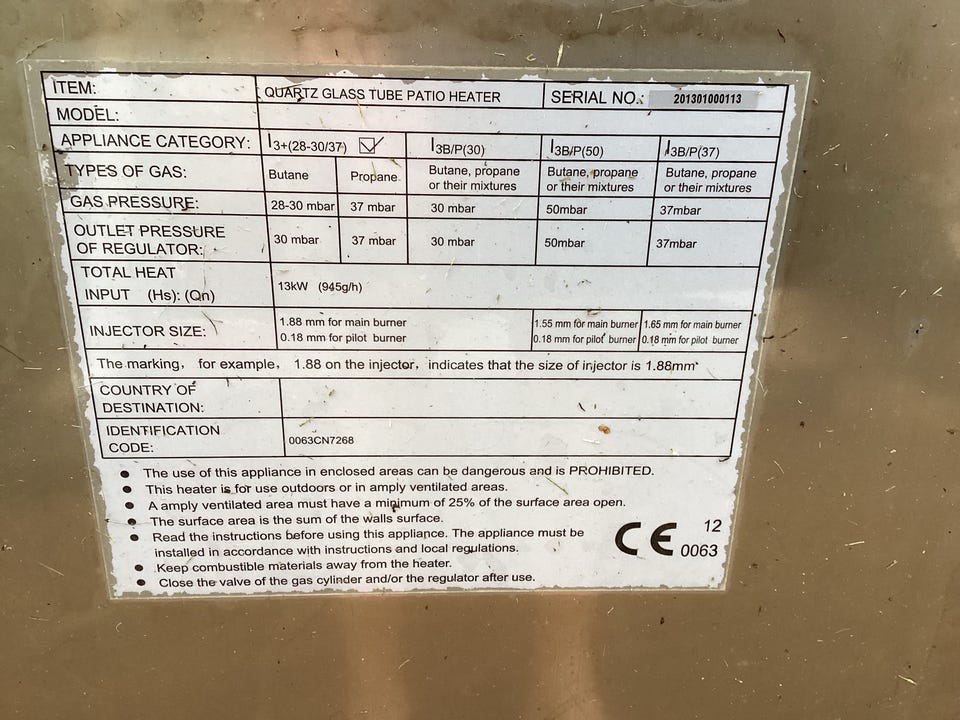 ITEM: QUARTZ GLASS TUBE PATIO HEATER SERIAL NO.: 201301000113
MODEL:
APPLIANCE CATEGORY: I3+(28-30/37) I3B/P(30) I3B/P(50) I3B/P(37)
TYPES OF GAS: Butane Propane Butane, propane or their mixtures Butane, propane or their mixtures Butane, propane or their mixtures
GAS PRESSURE: 28-30 mbar 37 mbar 30 mbar 50mbar 37mbar
OUTLET PRESSURE OF REGULATOR: 30 mbar 37 mbar 30 mbar 50mbar 37mbar
TOTAL HEAT
INPUT (Hs): (Qn) 13kW (945g/h)
INJECTOR SIZE: 1.88 mm for main burner 1.55 mm for main burner 1.65 mm for main burner
0.18 mm for pilot burner 0.18 mm for pilot burner 0.18 mm for pilot burner
The marking, for example, 1.88 on the injector, indicates that the size of injector is 1.88mm
COUNTRY OF
DESTINATION:
IDENTIFICATION
CODE: 0063CN7268
• The use of this appliance in enclosed areas can be dangerous and is PROHIBITED.
• This heater is for use outdoors or in amply ventilated areas.
• A amply ventilated area must have a minimum of 25% of the surface area open.
• The surface area is the sum of the walls surface.
• Read the instructions before using this appliance. The appliance must be
installed in accordance with instructions and local regulations.
• Keep combustible materials away from the heater.
• Close the valve of the gas cylinder and/or the regulator after use.
CE 12
0063